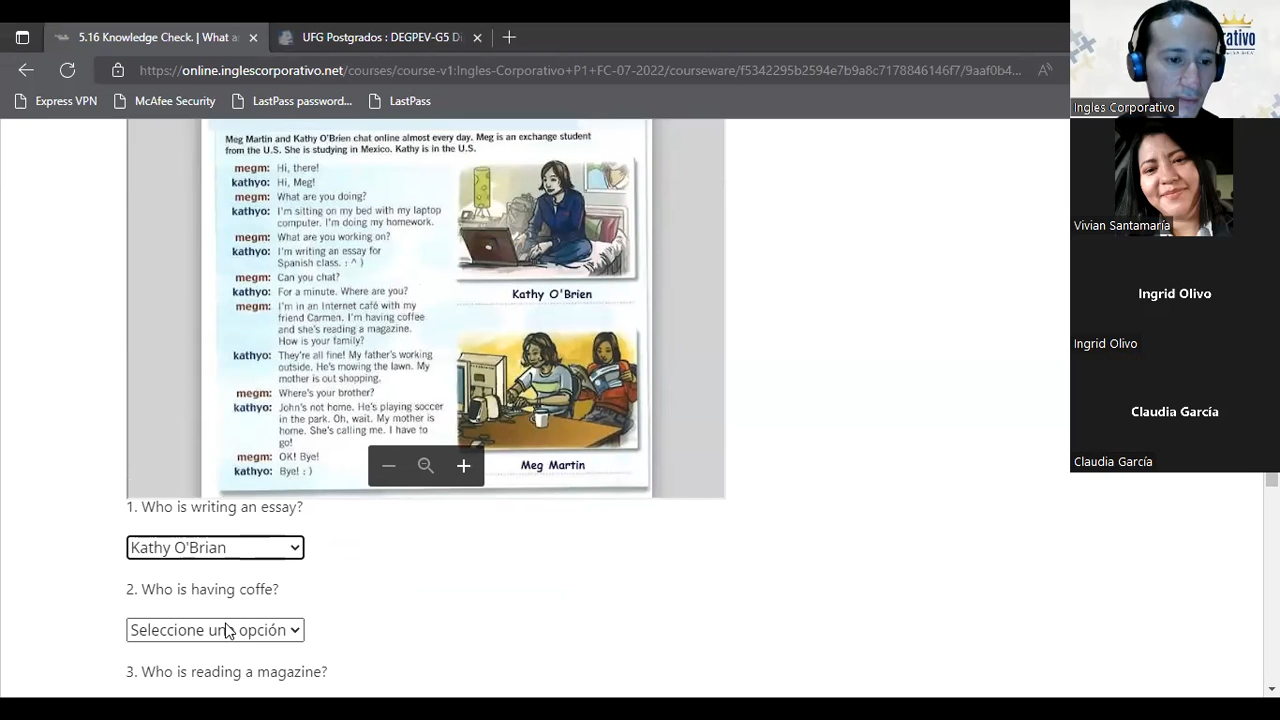 5.16 Knowledge Check. | What a
UFG Postgrados : DEGPEV-G5 Di
https://online.inglescorporativo.net/courses/course-v1:Ingles-Corporativo+P1+FC-07-2022/courseware/f5342295b2594e7b9a8c7178846146f7/9aaf0b4...
Express VPN
McAfee Security
LastPass password...
LastPass
Meg Martin and Kathy O'Brien chat online almost every day. Meg is an exchange student
from the U.S. She is studying in Mexico. Kathy is in the U.S.
megm: Hi, there!
kathyo: Hi, Meg!
megm: What are you doing?
kathyo: I'm sitting on my bed with my laptop
computer. I'm doing my homework.
megm: What are you working on?
kathyo: I'm writing an essay for
Spanish class. : ^ )
megm: Can you chat?
kathyo: For a minute. Where are you?
megm: I'm in an Internet café with my
friend Carmen. I'm having coffee
and she's reading a magazine.
How is your family?
kathyo: They're all fine! My father's working
outside. He's mowing the lawn. My
mother is out shopping.
megm: Where's your brother?
kathyo: John's not home. He's playing soccer
in the park. Oh, wait. My mother is
home. She's calling me. I have to
go!
megm: OK! Bye!
kathyo: Bye! : )
Kathy O'Brien
Meg Martin
1. Who is writing an essay?
Kathy O'Brian
2. Who is having coffe?
Seleccione una opción
3. Who is reading a magazine?
Ingles Corporativo
Vivian Santamaría
Ingrid Olivo
Ingrid Olivo
Claudia García
Claudia García